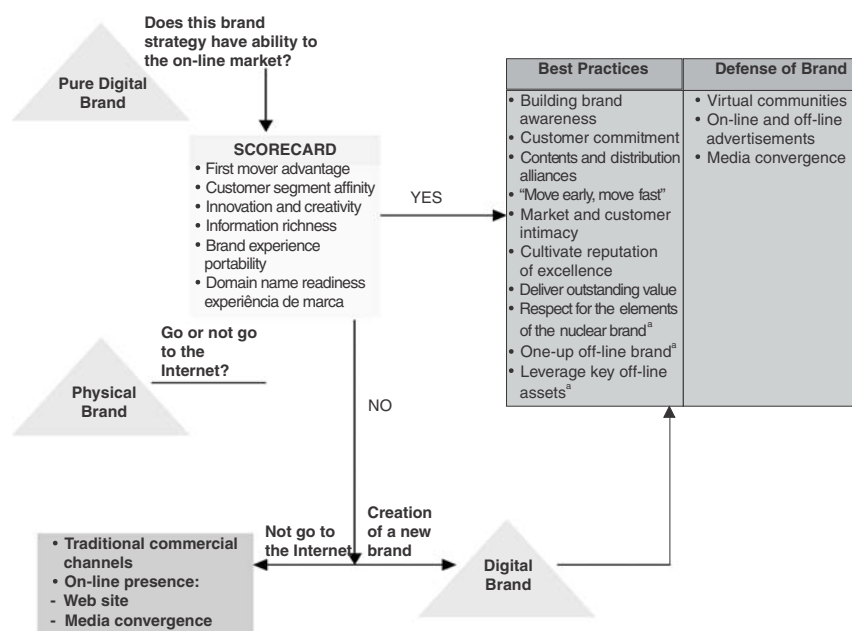 Does this brand
strategy have ability to
the on-line market?
Pure Digital
Brand
SCORECARD
• First mover advantage
• Customer segment affinity
• Innovation and creativity
• Information richness
• Brand experience
portability
• Domain name readiness
experiência de marca
YES
Best Practices
• Building brand
awareness
• Customer commitment
• Contents and distribution
alliances
• “Move early, move fast”
• Market and customer
intimacy
• Cultivate reputation
of excellence
• Deliver outstanding value
• Respect for the elements
of the nuclear brandᵃ
• One-up off-line brandᵃ
• Leverage key off-line
assetsᵃ
Defense of Brand
• Virtual communities
• On-line and off-line
advertisements
• Media convergence
Go or not go
to the
Internet?
Physical
Brand
NO
Not go to
the Internet
Creation
of a new
brand
• Traditional commercial
channels
• On-line presence:
- Web site
- Media convergence
Digital
Brand